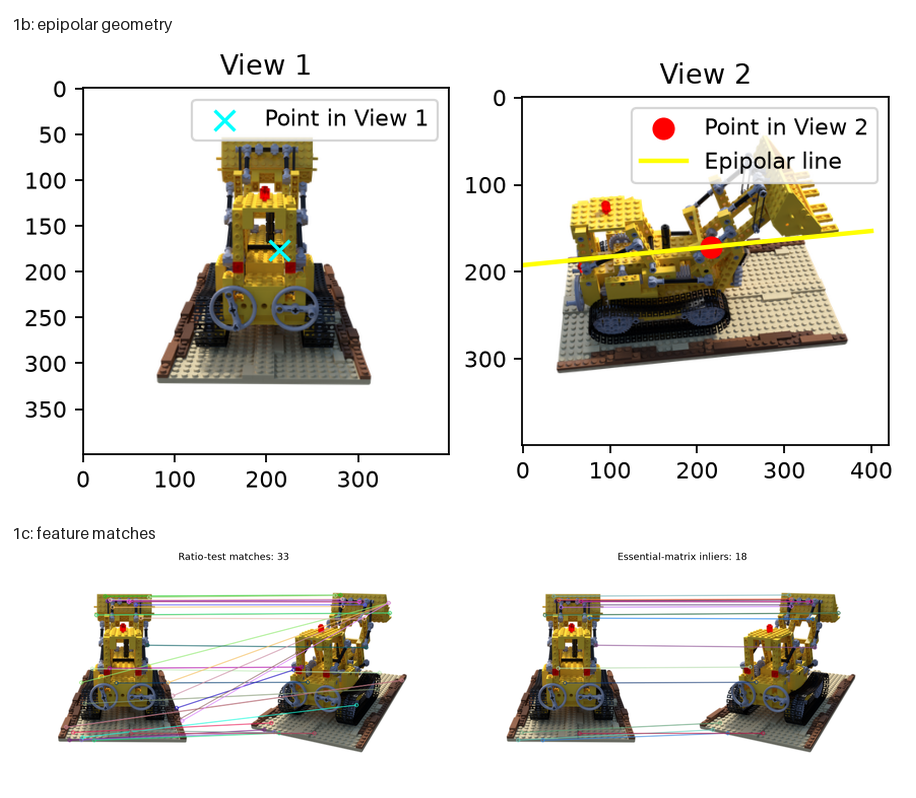 1b: epipolar geometry
View 1
Point in View 1
0
50
100
150
200
250
300
350
0
100
200
300
View 2
Point in View 2
Epipolar line
0
100
200
300
0
100
200
300
400
1c: feature matches
Ratio-test matches: 33
Essential-matrix inliers: 18